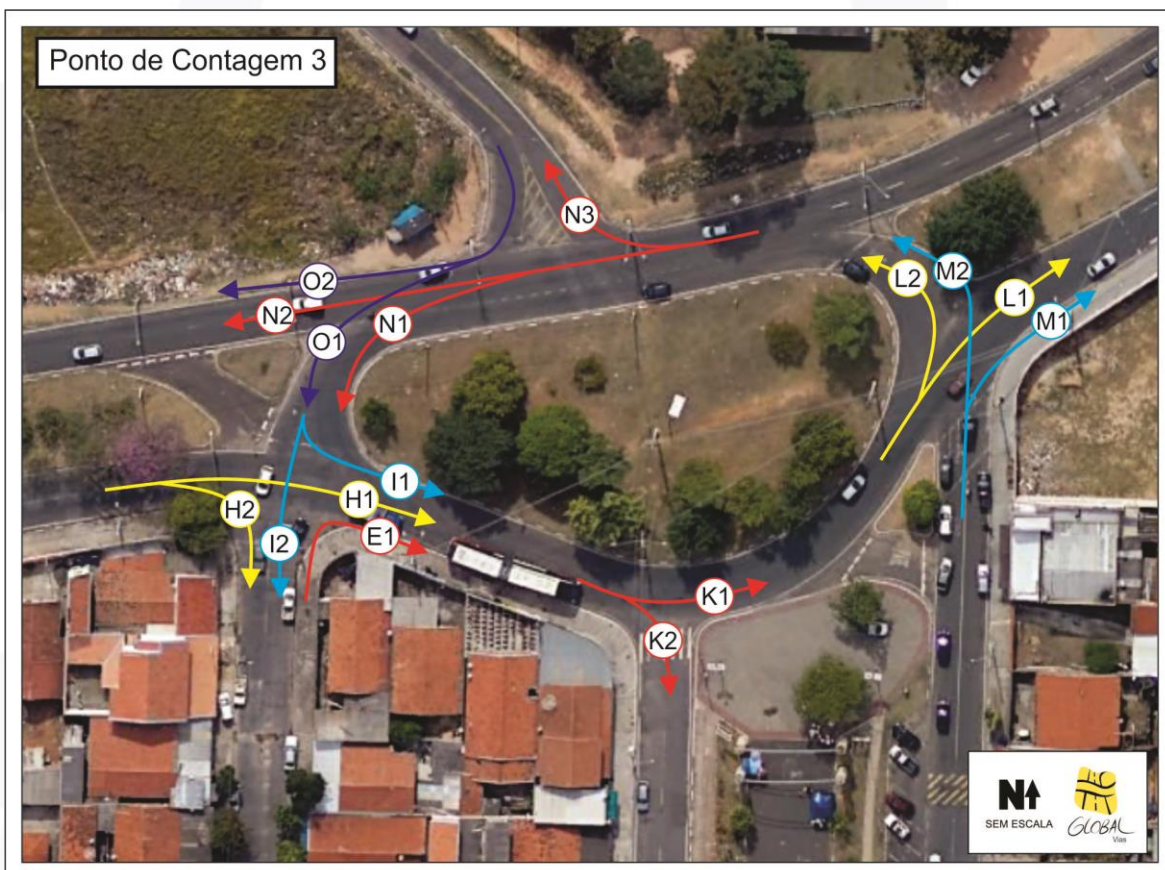 Ponto de Contagem 3
N3
O2
M2
L2
N2
N1
L1
O1
M1
I1
H1
H2
E1
I2
K1
K2
N
SEM ESCALA
GLOBAL
Vias